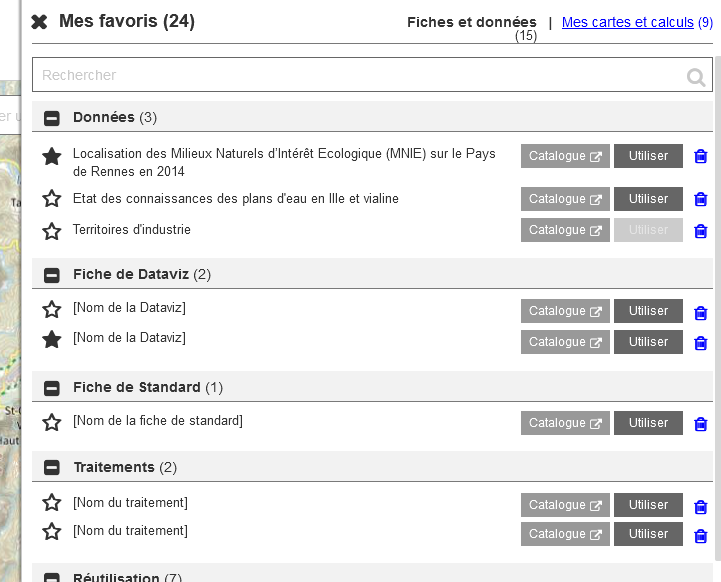 Mes favoris (24)
Fiches et données | Mes cartes et calculs (9)
(15)
Rechercher
Données (3)
Localisation des Milieux Naturels d'Intérêt Ecologique (MNIE) sur le Pays
de Rennes en 2014
Catalogue Utiliser
Etat des connaissances des plans d'eau en Ille et vialine
Catalogue Utiliser
Territoires d'industrie
Catalogue Utiliser
Fiche de Dataviz (2)
[Nom de la Dataviz]
Catalogue Utiliser
[Nom de la Dataviz]
Catalogue Utiliser
Fiche de Standard (1)
[Nom de la fiche de standard]
Catalogue Utiliser
Traitements (2)
[Nom du traitement]
Catalogue Utiliser
[Nom du traitement]
Catalogue Utiliser
Réutilisation (7)